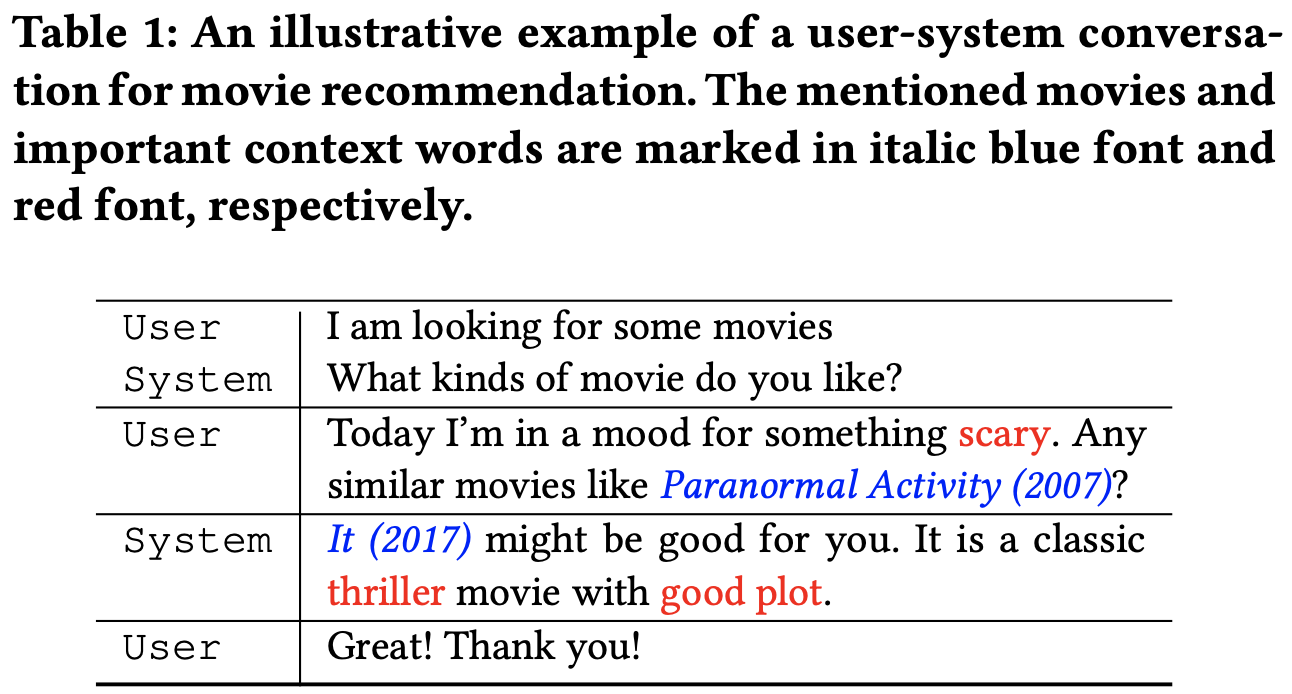 Table 1: An illustrative example of a user-system conversa-
tion for movie recommendation. The mentioned movies and
important context words are marked in italic blue font and
red font, respectively.
User I am looking for some movies
System What kinds of movie do you like?
User Today I'm in a mood for something scary. Any
similar movies like Paranormal Activity (2007)?
System It (2017) might be good for you. It is a classic
thriller movie with good plot.
User Great! Thank you!